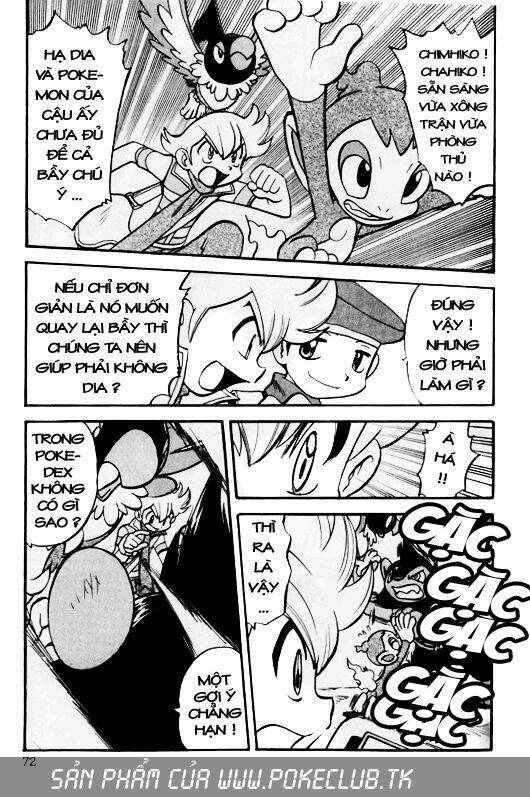 HẠ DIA
VÀ POKE-
MON CỦA
CẬU ẤY
CHƯA ĐỦ
ĐỂ CẢ
BẦY CHÚ
Ý ...
CHIMHIKO !
CHAHIKO !
SẴN SÀNG
VỪA XÔNG
TRẬN VỪA
PHÒNG
THỦ
NÀO !
NẾU CHỈ ĐƠN
GIẢN LÀ NÓ MUỐN
QUAY LẠI BẦY THÌ
CHÚNG TA NÊN
GIÚP PHẢI KHÔNG
DIA ?
ĐÚNG
VẬY !
NHƯNG
GIỜ PHẢI
LÀM GÌ ?
TRONG
POKE-
DEX
KHÔNG
CÓ GÌ
SAO ?
MỘT
GỢI Ý
CHẲNG
HẠN !
À
HÁ
!!
THÌ
RA LÀ
VẬY
...
GẶC
GẶC
GẶC
GẶC
GẶC
72
SẢN PHẨM CỦA WWW.POKECLUB.TK